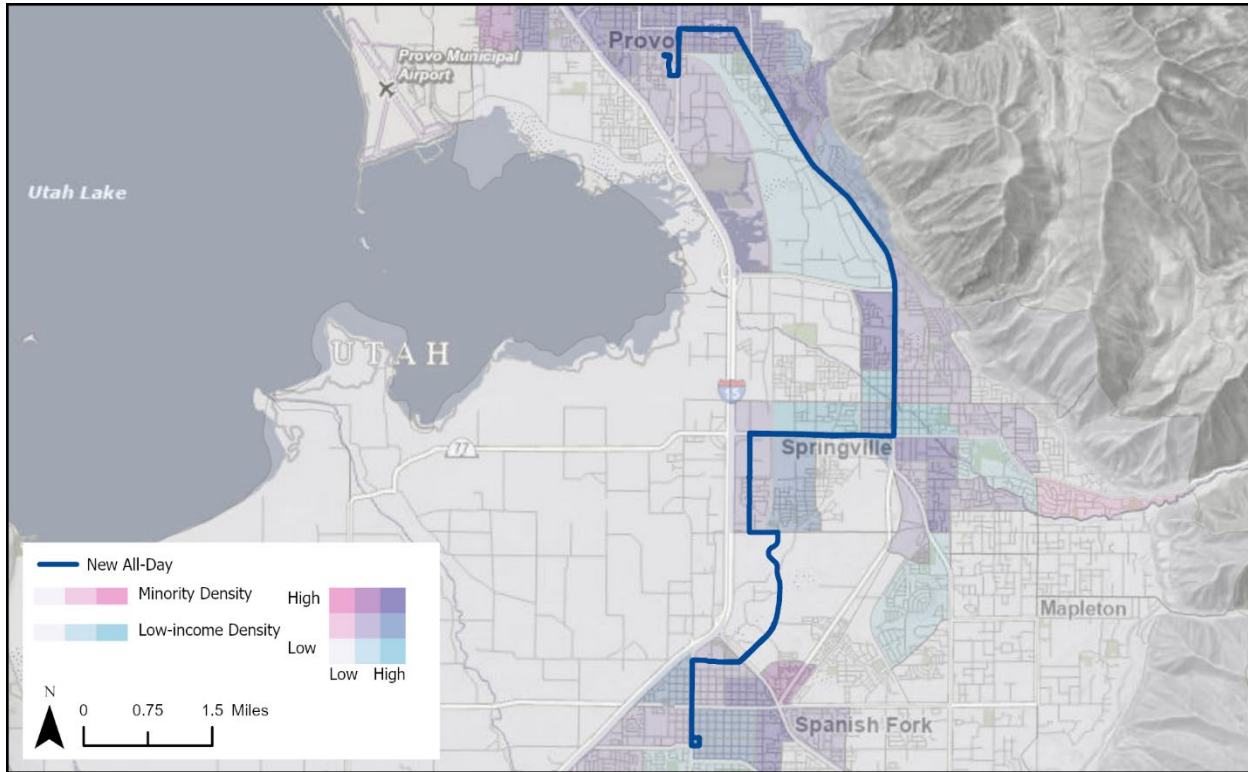 Provo
Provo Municipal
Airport
Utah Lake
UTAH
15
77
Springville
Mapleton
Spanish Fork
New All-Day
Minority Density
Low-income Density
High
Low
Low High
N
0 0.75 1.5 Miles